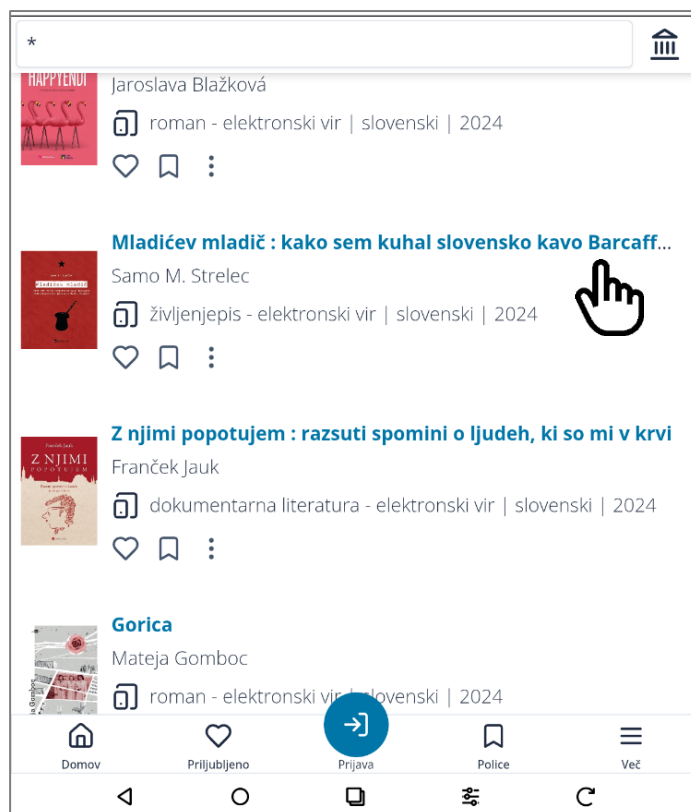 *
HAPPYENDI
Jaroslava Blažková
roman - elektronski vir | slovenski | 2024
Mladićev mladič : kako sem kuhal slovensko kavo Barcaff...
Samo M. Strelec
življenjepis - elektronski vir | slovenski | 2024
Z njimi popotujem : razsuti spomini o ljudeh, ki so mi v krvi
Franček Jauk
Franček Jauk
Z NJIMI
POPOTUJEM
dokumentarna literatura - elektronski vir | slovenski | 2024
Gorica
Mateja Gomboc
roman - elektronski vir slovenski | 2024
Domov
Priljubljeno
Prijava
Police
Več